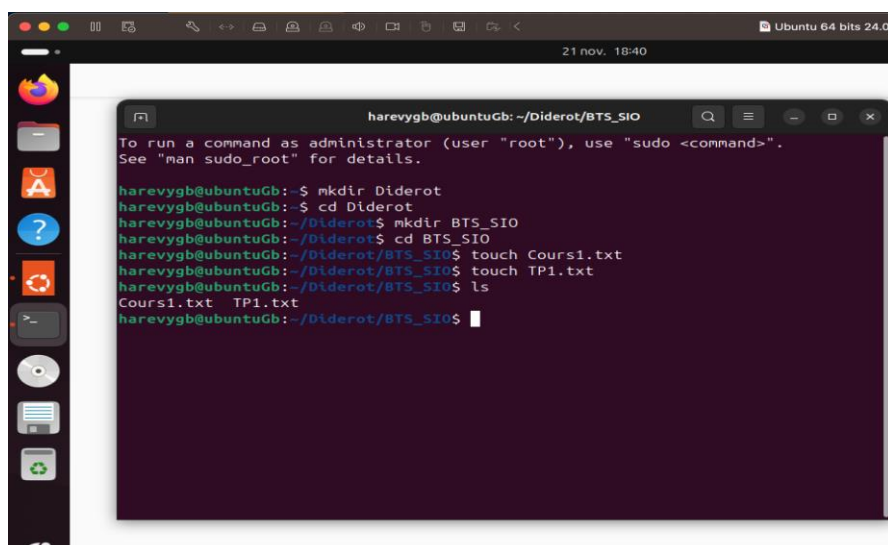 Ubuntu 64 bits 24.0
21 nov. 18:40
harevygb@ubuntuGb: ~/Diderot/BTS_SIO
To run a command as administrator (user "root"), use "sudo <command>".
See "man sudo_root" for details.
harevygb@ubuntuGb:~$ mkdir Diderot
harevygb@ubuntuGb:~$ cd Diderot
harevygb@ubuntuGb:~/Diderot$ mkdir BTS_SIO
harevygb@ubuntuGb:~/Diderot$ cd BTS_SIO
harevygb@ubuntuGb:~/Diderot/BTS_SIO$ touch Cours1.txt
harevygb@ubuntuGb:~/Diderot/BTS_SIO$ touch TP1.txt
harevygb@ubuntuGb:~/Diderot/BTS_SIO$ ls
Cours1.txt  TP1.txt
harevygb@ubuntuGb:~/Diderot/BTS_SIO$